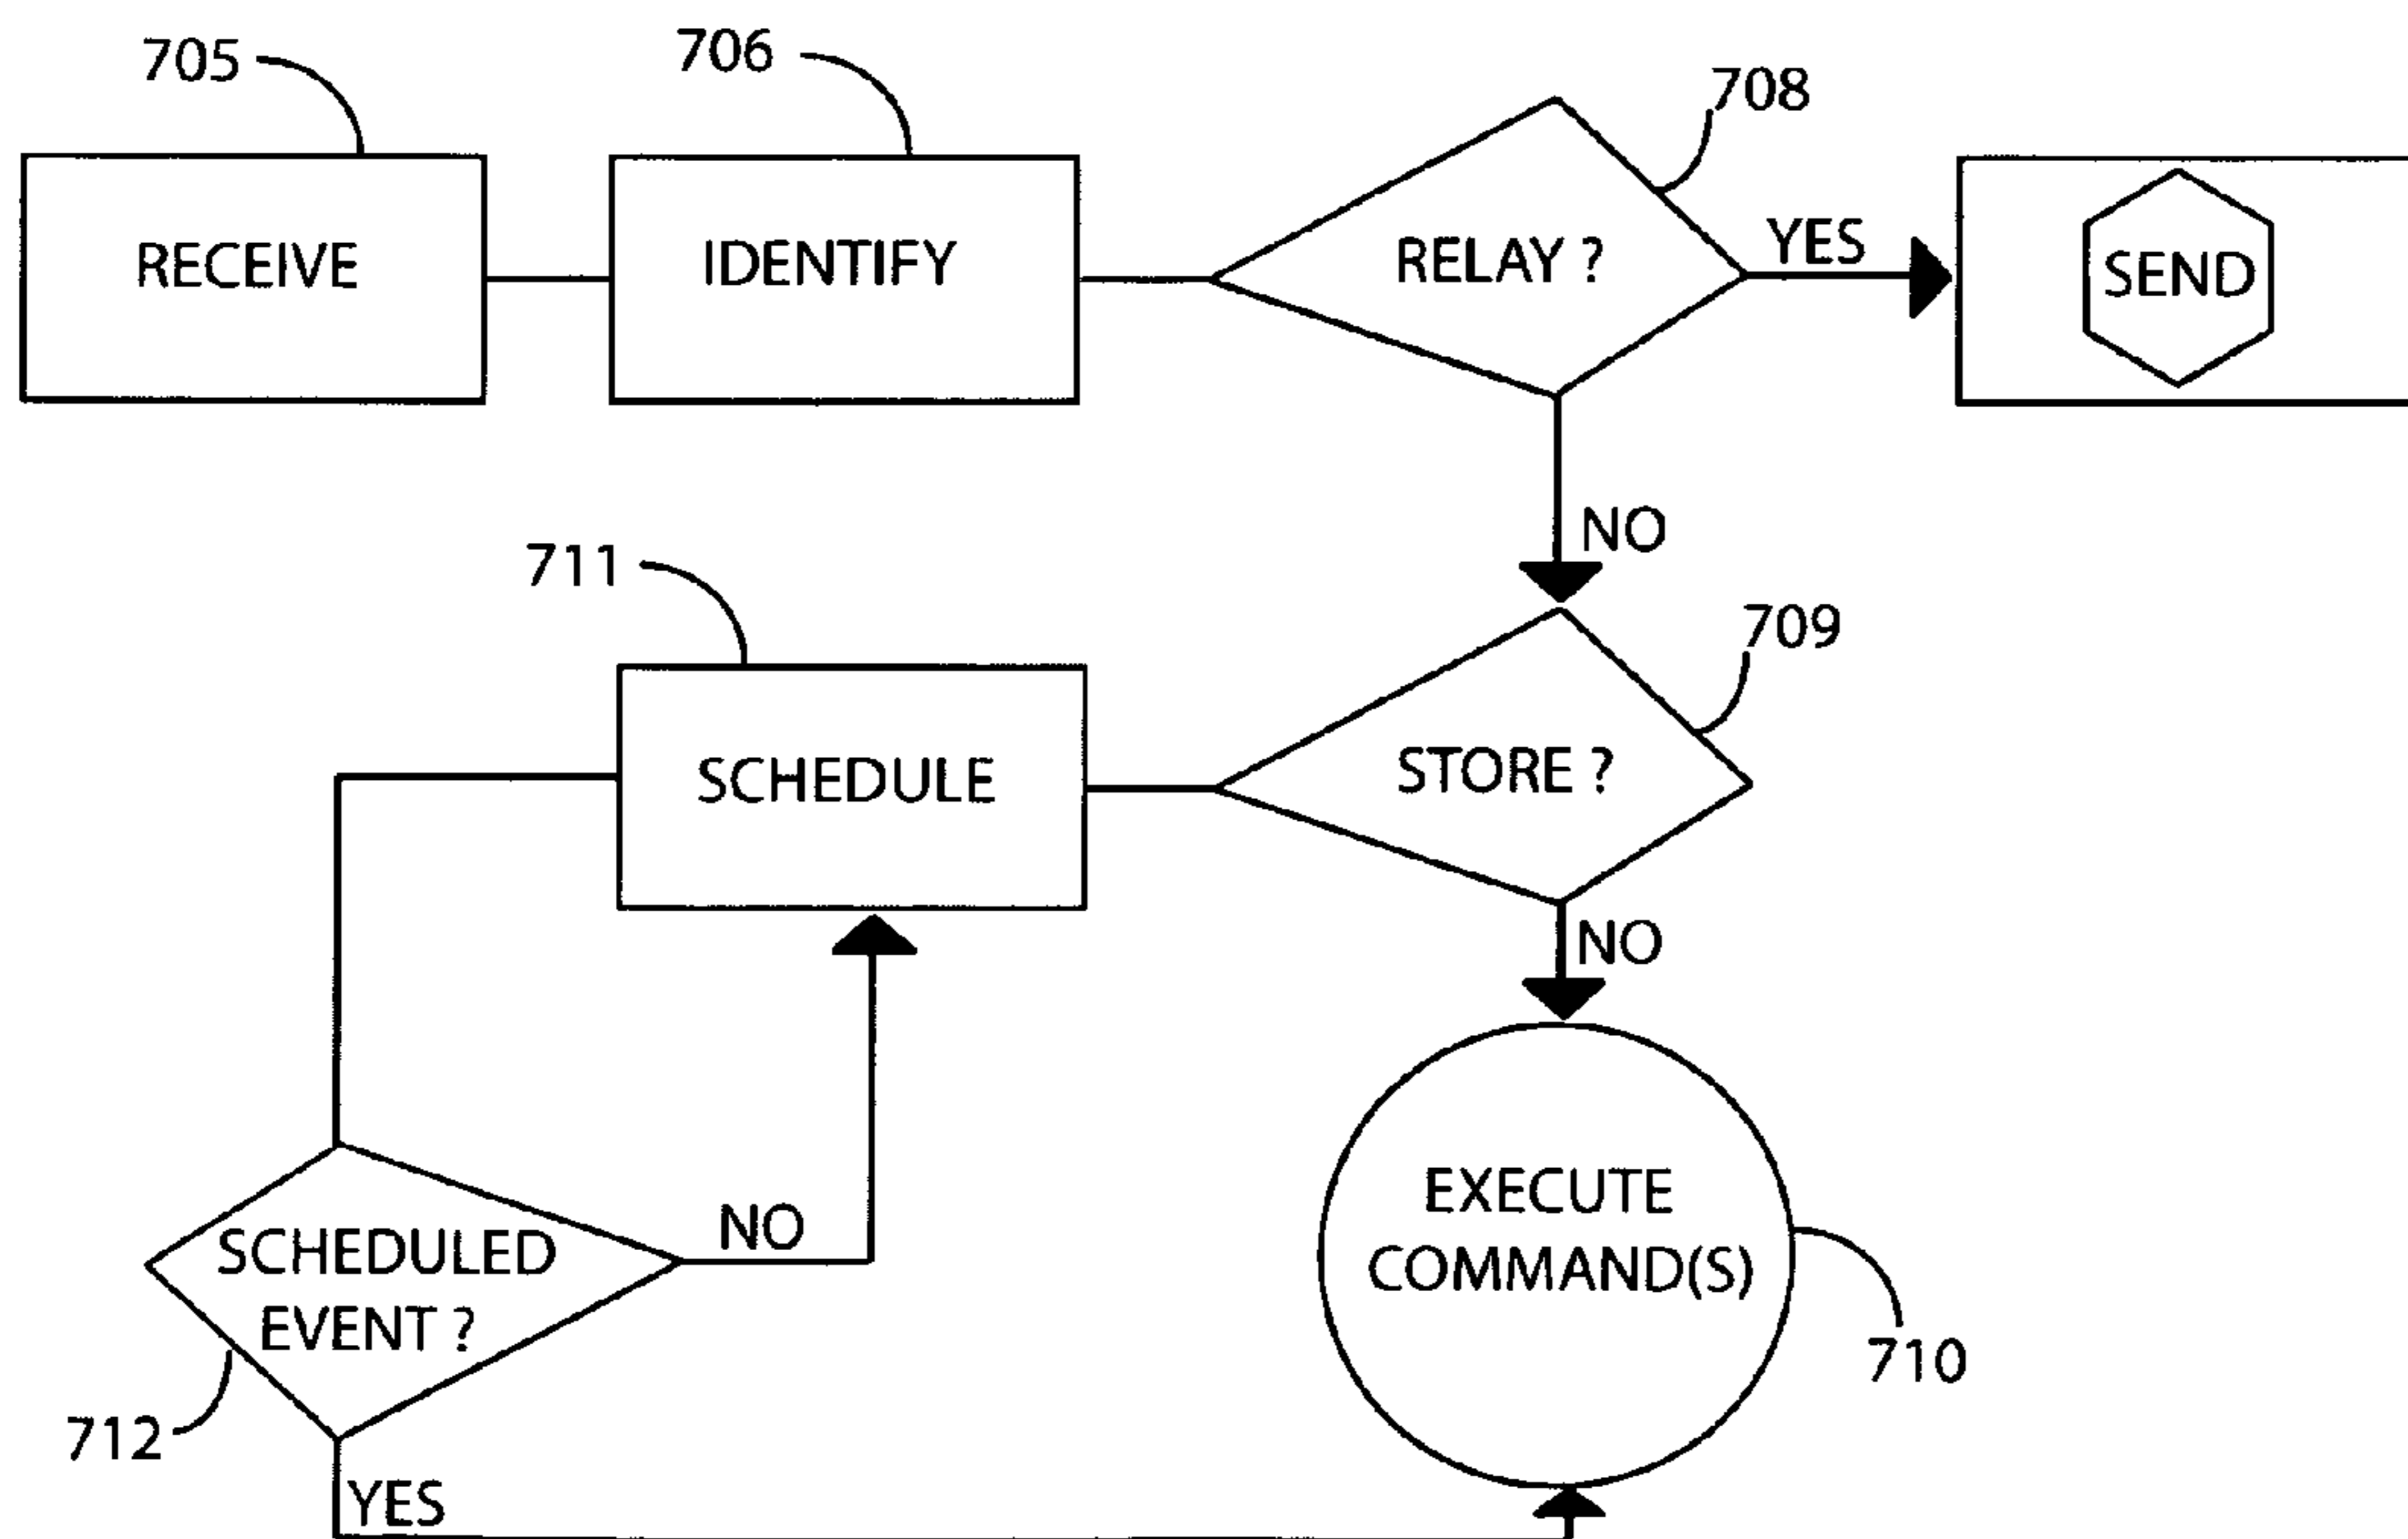 705
706
708
RECEIVE
IDENTIFY
RELAY ?
YES
SEND
NO
711
709
SCHEDULE
STORE ?
NO
SCHEDULED
EVENT ?
NO
EXECUTE
COMMAND(S)
710
712
YES